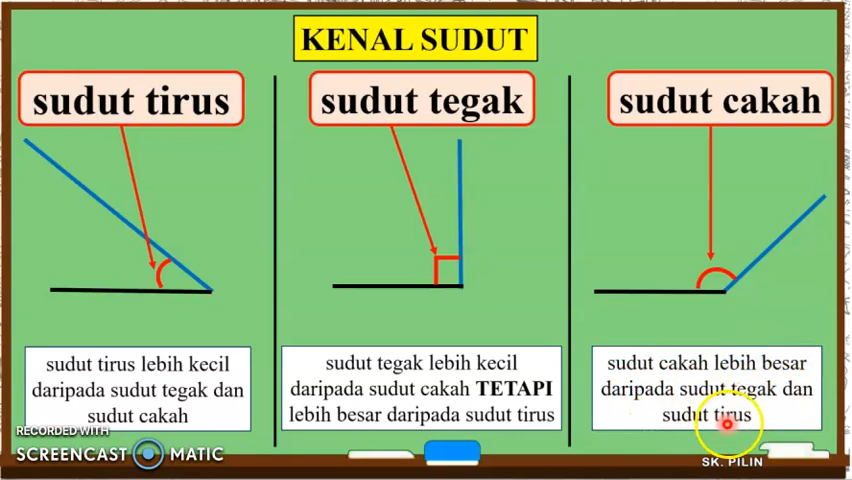 KENAL SUDUT
sudut tirus
sudut tegak
sudut cakah
sudut tirus lebih kecil
daripada sudut tegak dan
sudut cakah
sudut tegak lebih kecil
daripada sudut cakah TETAPI
lebih besar daripada sudut tirus
sudut cakah lebih besar
daripada sudut tegak dan
sudut tirus
RECORDED WITH
SCREENCAST MATIC
SK. PILIN